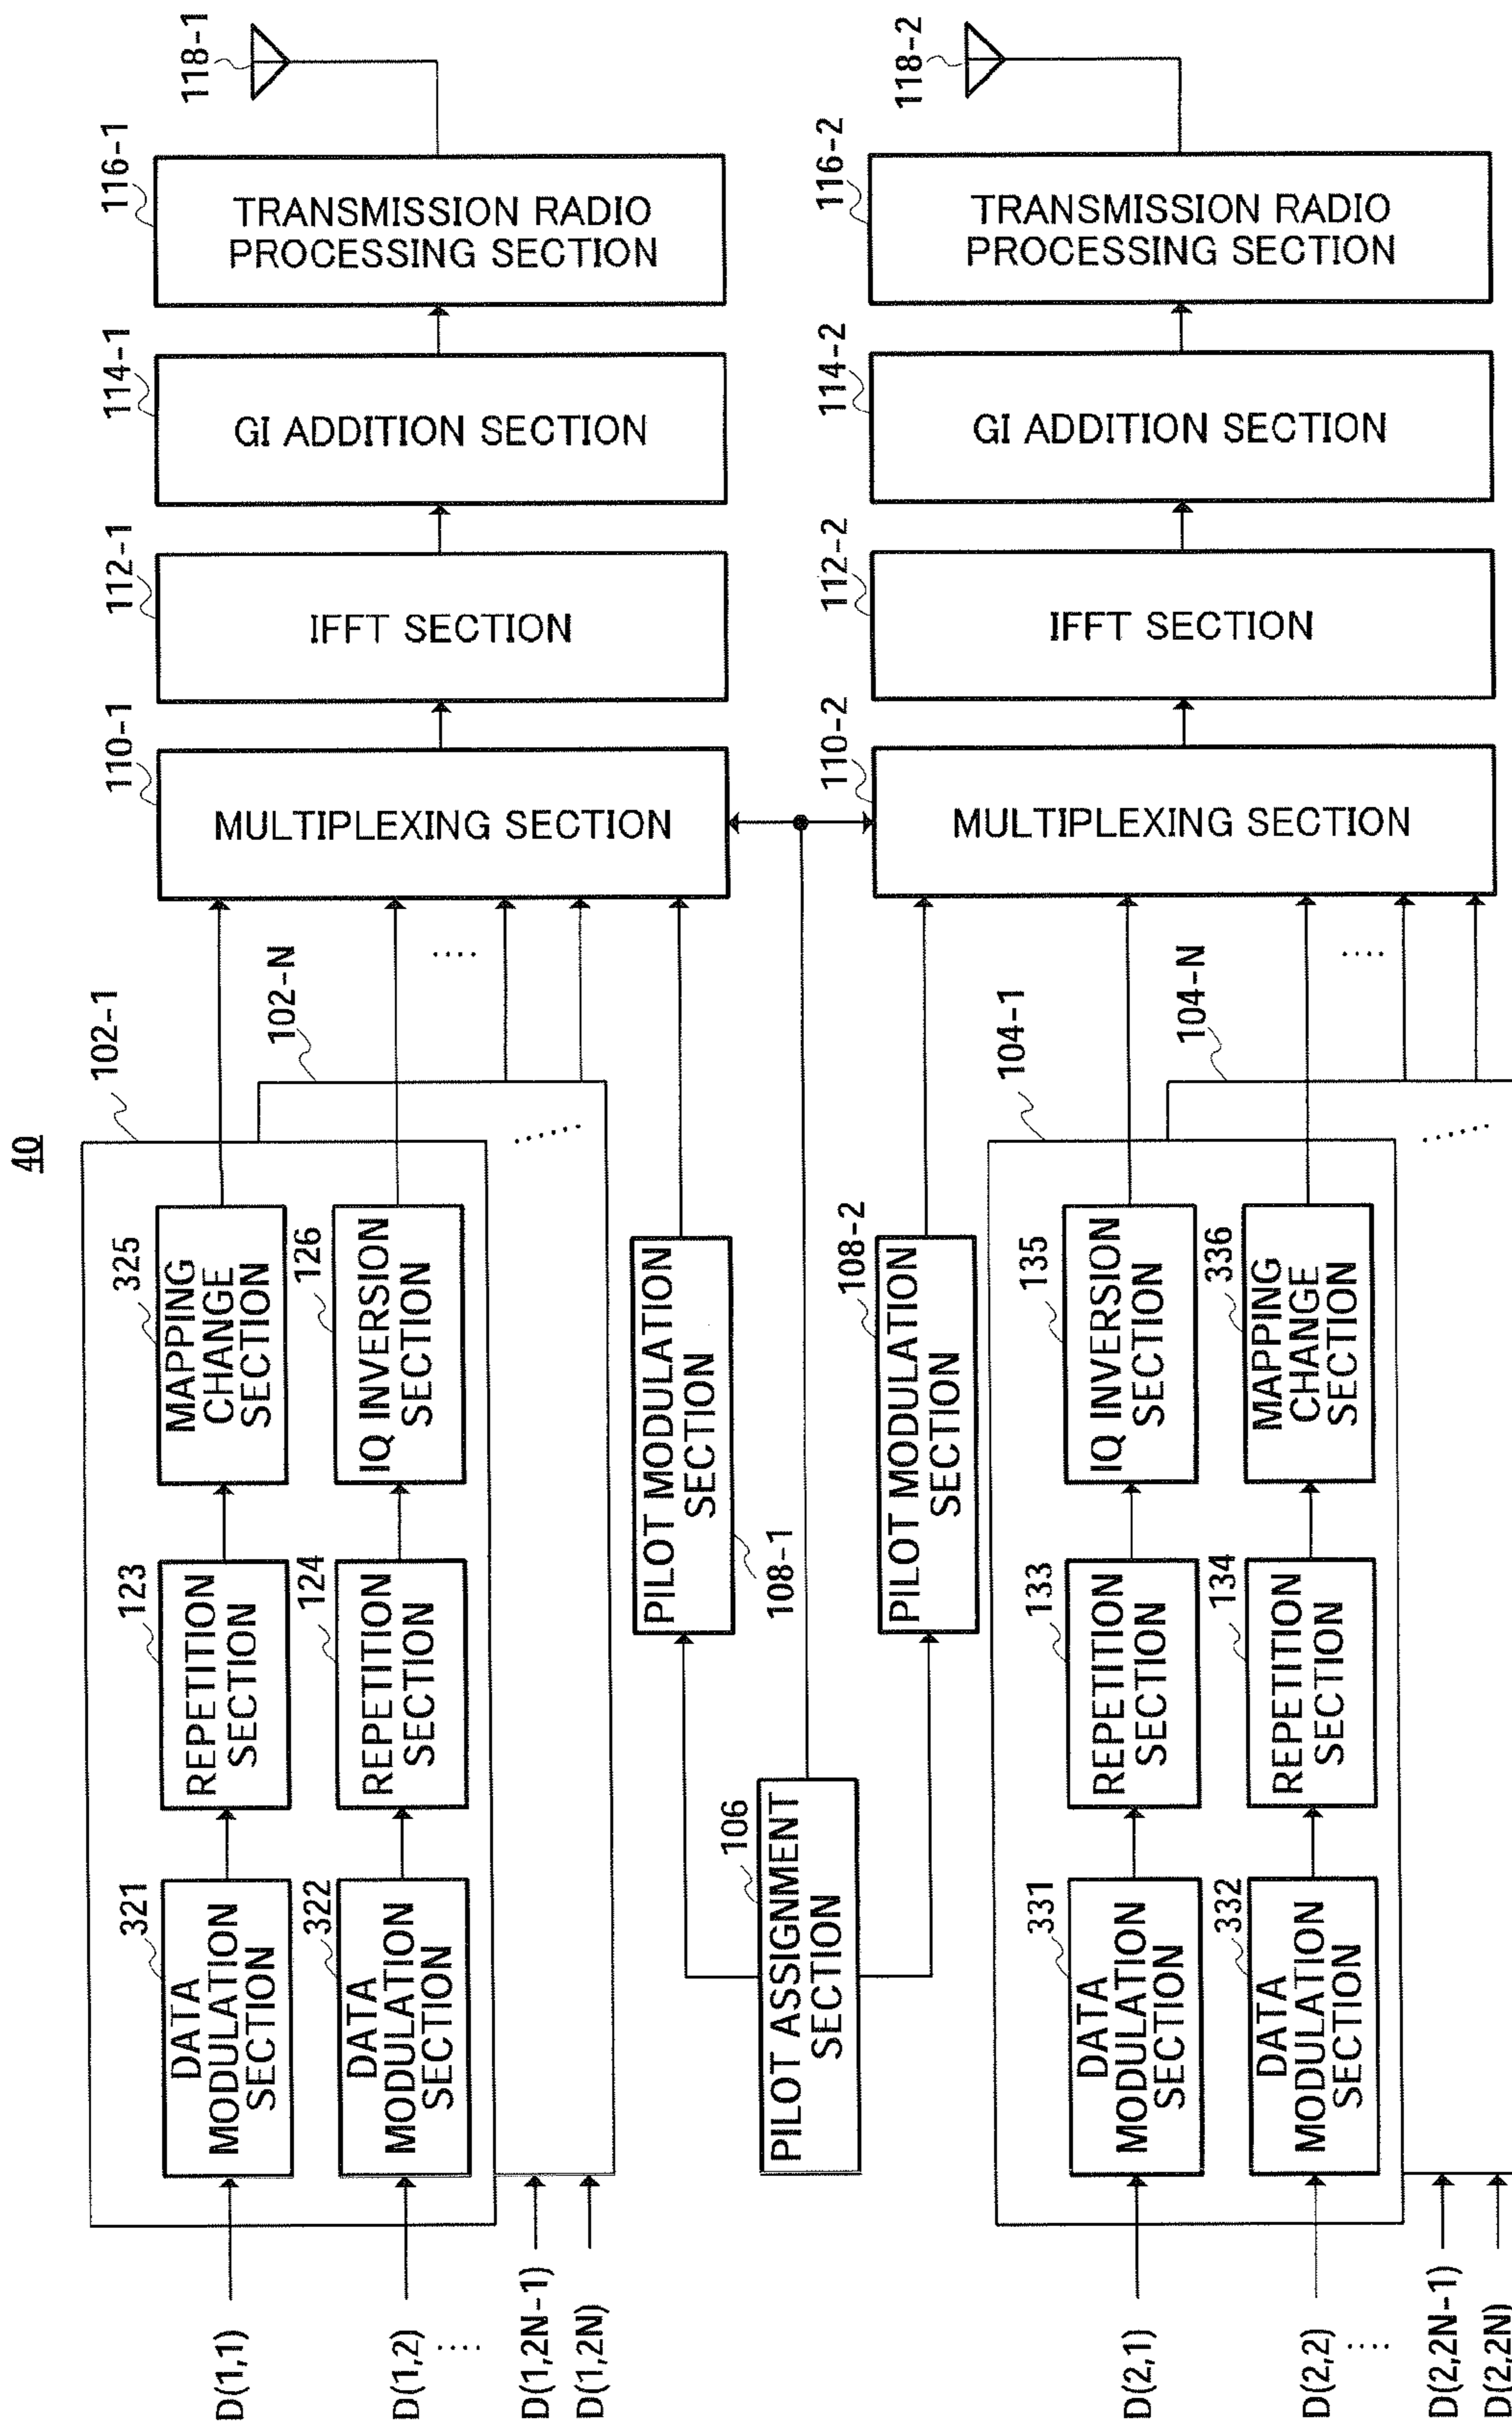 40
102-1
D(1,1)
321
DATA
MODULATION
SECTION
123
REPETITION
SECTION
325
MAPPING
CHANGE
SECTION
D(1,2)
322
DATA
MODULATION
SECTION
124
REPETITION
SECTION
126
IQ INVERSION
SECTION
102-N
....
......
....
D(1,2N-1)
D(1,2N)
110-1
MULTIPLEXING SECTION
112-1
IFFT SECTION
114-1
GI ADDITION SECTION
116-1
TRANSMISSION RADIO
PROCESSING SECTION
118-1
PILOT MODULATION
SECTION
108-1
106
PILOT ASSIGNMENT
SECTION
108-2
PILOT MODULATION
SECTION
104-1
D(2,1)
331
DATA
MODULATION
SECTION
133
REPETITION
SECTION
135
IQ INVERSION
SECTION
D(2,2)
332
DATA
MODULATION
SECTION
134
REPETITION
SECTION
336
MAPPING
CHANGE
SECTION
104-N
....
......
....
D(2,2N-1)
D(2,2N)
110-2
MULTIPLEXING SECTION
112-2
IFFT SECTION
114-2
GI ADDITION SECTION
116-2
TRANSMISSION RADIO
PROCESSING SECTION
118-2